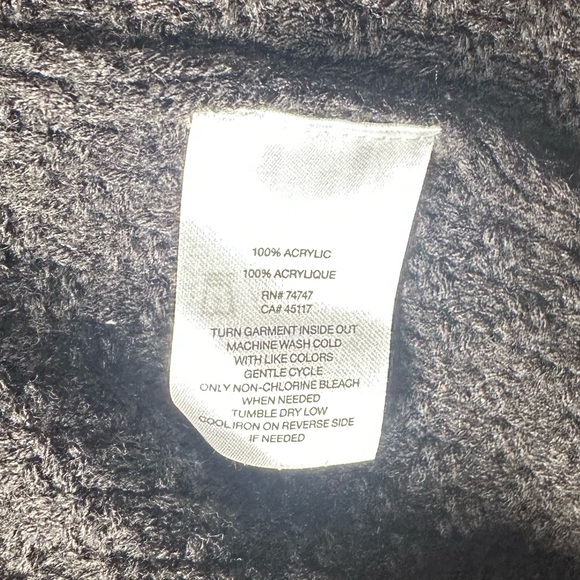 100% ACRYLIC
100% ACRYLIQUE
RN# 74747
CA# 45117
TURN GARMENT INSIDE OUT
MACHINE WASH COLD
WITH LIKE COLORS
GENTLE CYCLE
ONLY NON-CHLORINE BLEACH
WHEN NEEDED
TUMBLE DRY LOW
COOL IRON ON REVERSE SIDE
IF NEEDED